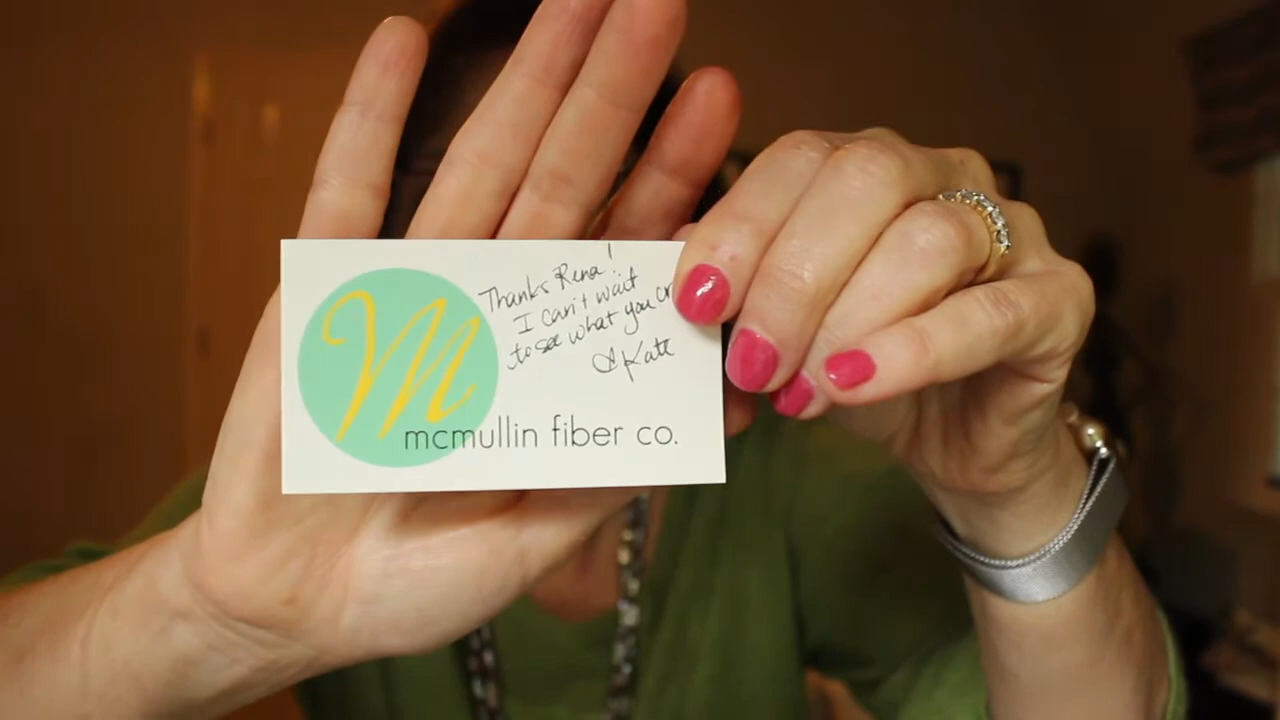 M
Thanks Rena!
I can't wait
to see what you
& Kate
mcmullin fiber co.